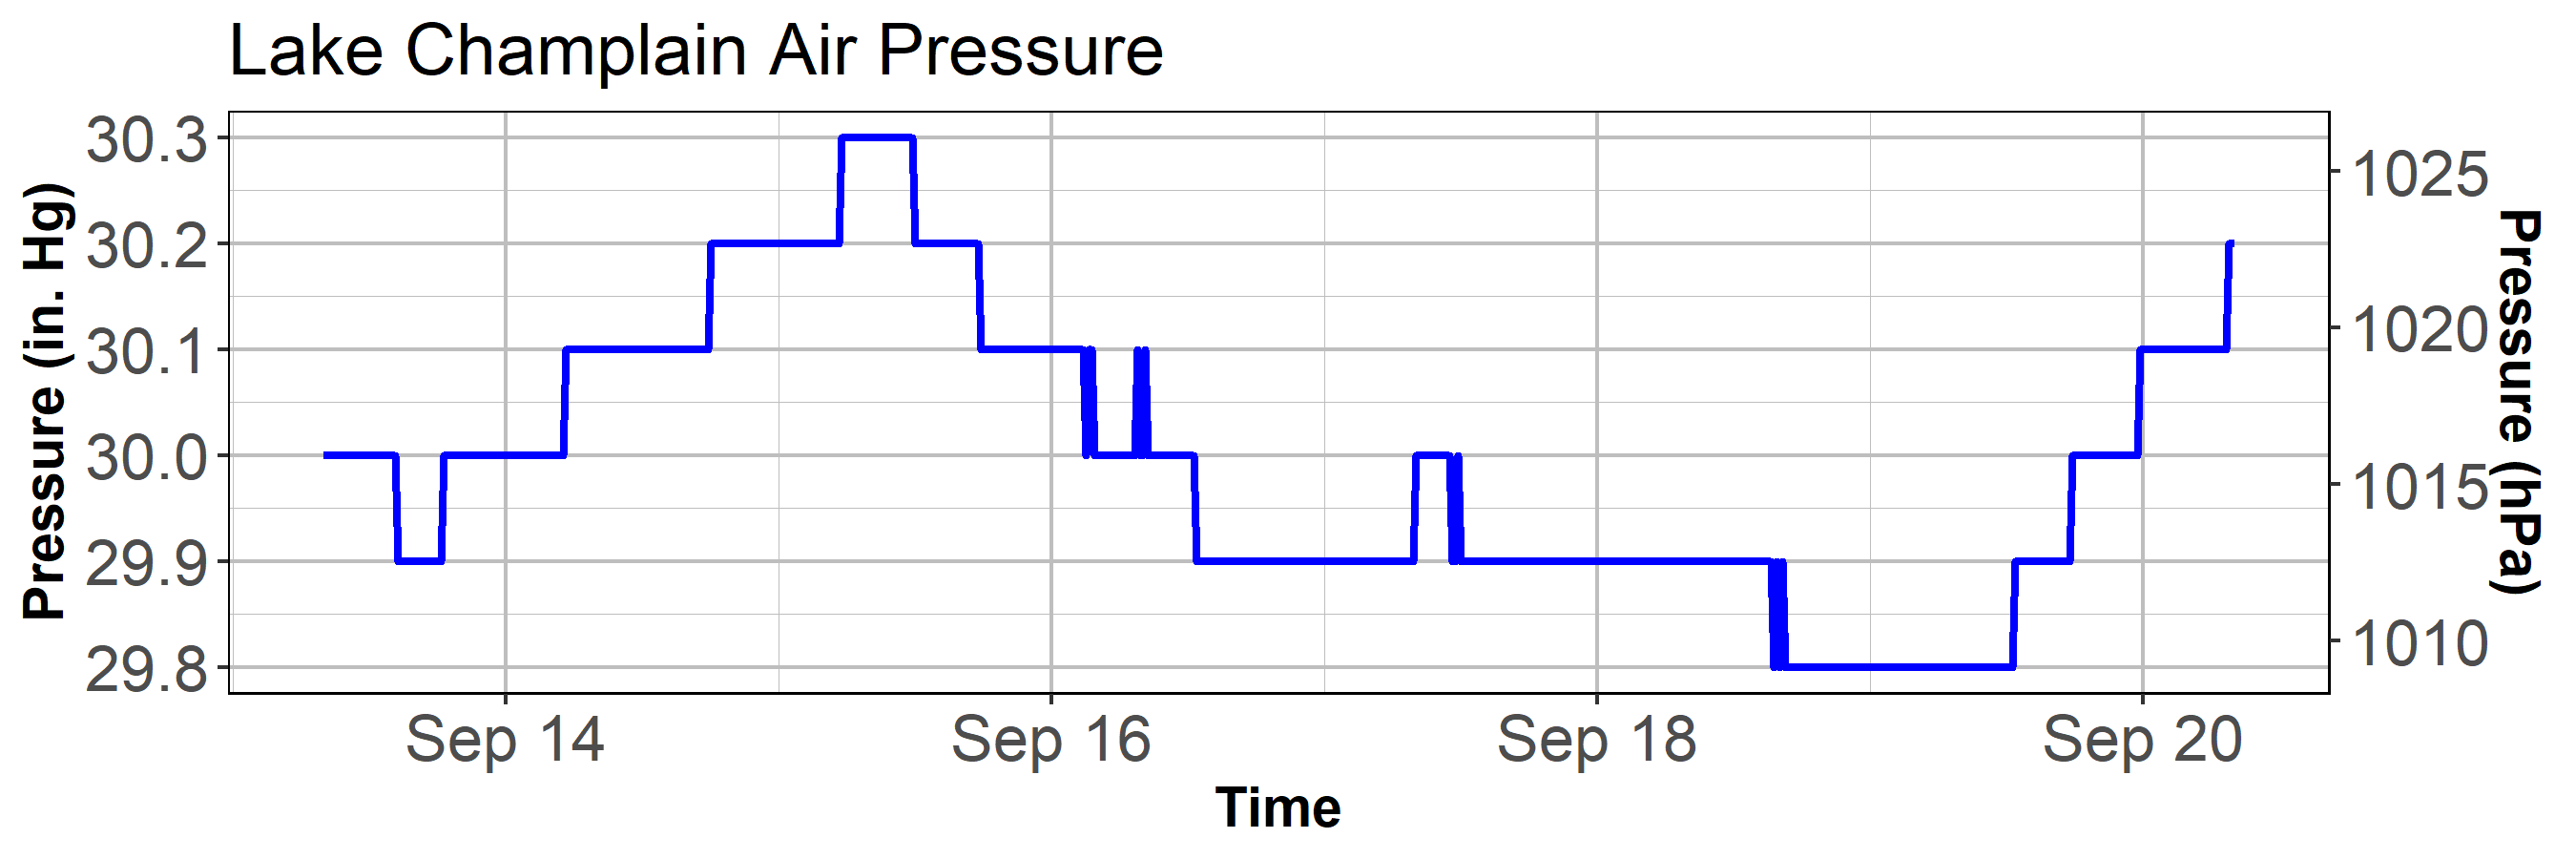 Lake Champlain Air Pressure
Pressure (in. Hg)
30.3
30.2
30.1
30.0
29.9
29.8
1025
1020
1015
1010
Pressure (hPa)
Sep 14 Sep 16 Sep 18 Sep 20
Time